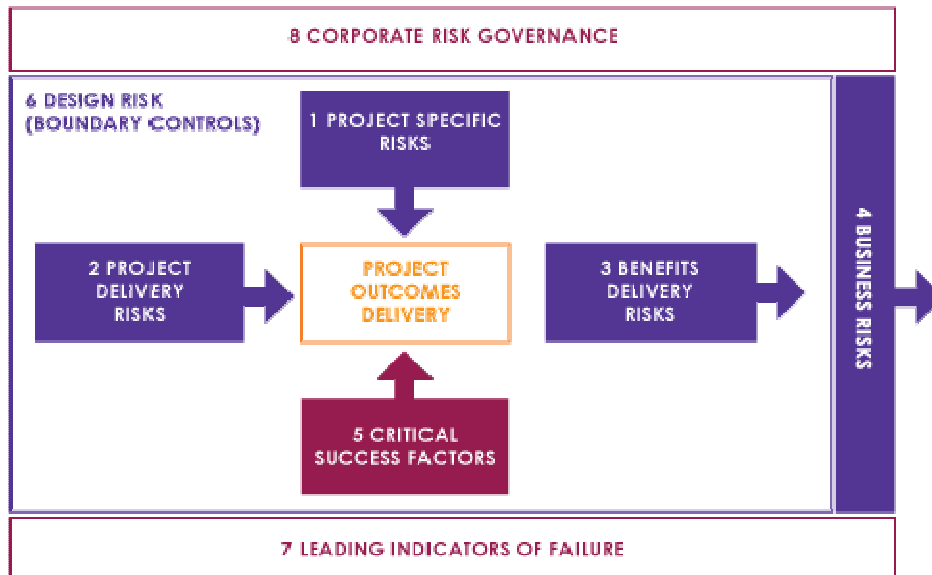 8 CORPORATE RISK GOVERNANCE
6 DESIGN RISK
(BOUNDARY CONTROLS)
1 PROJECT SPECIFIC
RISKS
2 PROJECT
DELIVERY
RISKS
PROJECT
OUTCOMES
DELIVERY
3 BENEFITS
DELIVERY
RISKS
4 BUSINESS RISKS
5 CRITICAL
SUCCESS FACTORS
7 LEADING INDICATORS OF FAILURE